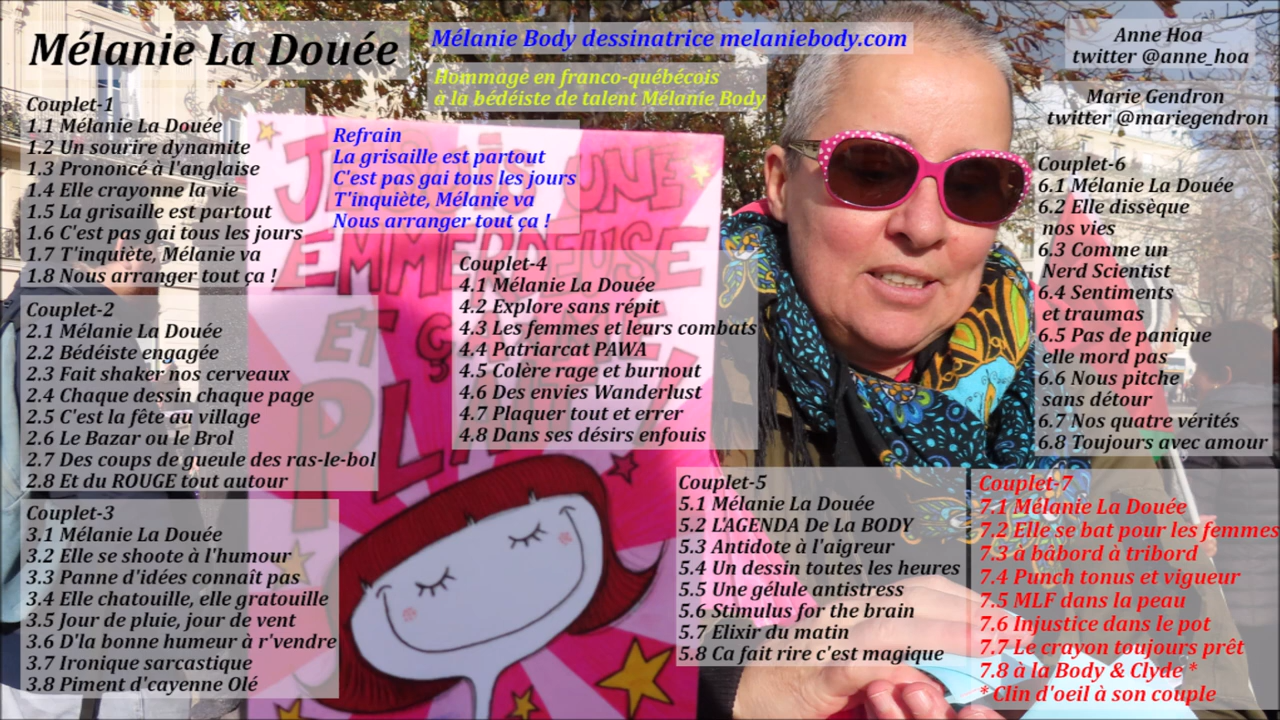 Mélanie La Douée
Mélanie Body dessinatrice melaniebody.com
Hommage en franco-québécois
à la bédéiste de talent Mélanie Body
Anne Hoa
twitter @anne_hoa
Marie Gendron
twitter @mariegendron
Couplet-1
1.1 Mélanie La Douée
1.2 Un sourire dynamite
1.3 Prononcé à l'anglaise
1.4 Elle crayonne la vie
1.5 La grisaille est partout
1.6 C'est pas gai tous les jours
1.7 T'inquiète, Mélanie va
1.8 Nous arranger tout ça !
Refrain
La grisaille est partout
C'est pas gai tous les jours
T'inquiète, Mélanie va
Nous arranger tout ça !
Couplet-2
2.1 Mélanie La Douée
2.2 Bédéiste engagée
2.3 Fait shaker nos cerveaux
2.4 Chaque dessin chaque page
2.5 C'est la fête au village
2.6 Le Bazar ou le Brol
2.7 Des coups de gueule des ras-le-bol
2.8 Et du ROUGE tout autour
Couplet-3
3.1 Mélanie La Douée
3.2 Elle se shoote à l'humour
3.3 Panne d'idées connaît pas
3.4 Elle chatouille, elle gratouille
3.5 Jour de pluie, jour de vent
3.6 D'la bonne humeur à r'vendre
3.7 Ironique sarcastique
3.8 Piment d'cayenne Olé
Couplet-4
4.1 Mélanie La Douée
4.2 Explore sans répit
4.3 Les femmes et leurs combats
4.4 Patriarcat PAWA
4.5 Colère rage et burnout
4.6 Des envies Wanderlust
4.7 Plaquer tout et errer
4.8 Dans ses désirs enfouis
Couplet-5
5.1 Mélanie La Douée
5.2 L'AGENDA De La BODY
5.3 Antidote à l'aigreur
5.4 Un dessin toutes les heures
5.5 Une gélule antistress
5.6 Stimulus for the brain
5.7 Elixir du matin
5.8 Ca fait rire c'est magique
Couplet-6
6.1 Mélanie La Douée
6.2 Elle dissèque
nos vies
6.3 Comme un
Nerd Scientist
6.4 Sentiments
et traumas
6.5 Pas de panique
elle mord pas
6.6 Nous pitche
sans détour
6.7 Nos quatre vérités
6.8 Toujours avec amour
Couplet-7
7.1 Mélanie La Douée
7.2 Elle se bat pour les femmes
7.3 à bâbord à tribord
7.4 Punch tonus et vigueur
7.5 MLF dans la peau
7.6 Injustice dans le pot
7.7 Le crayon toujours prêt
7.8 à la Body & Clyde *
* Clin d'oeil à son couple
UNE
EMMERDEUSE
ET